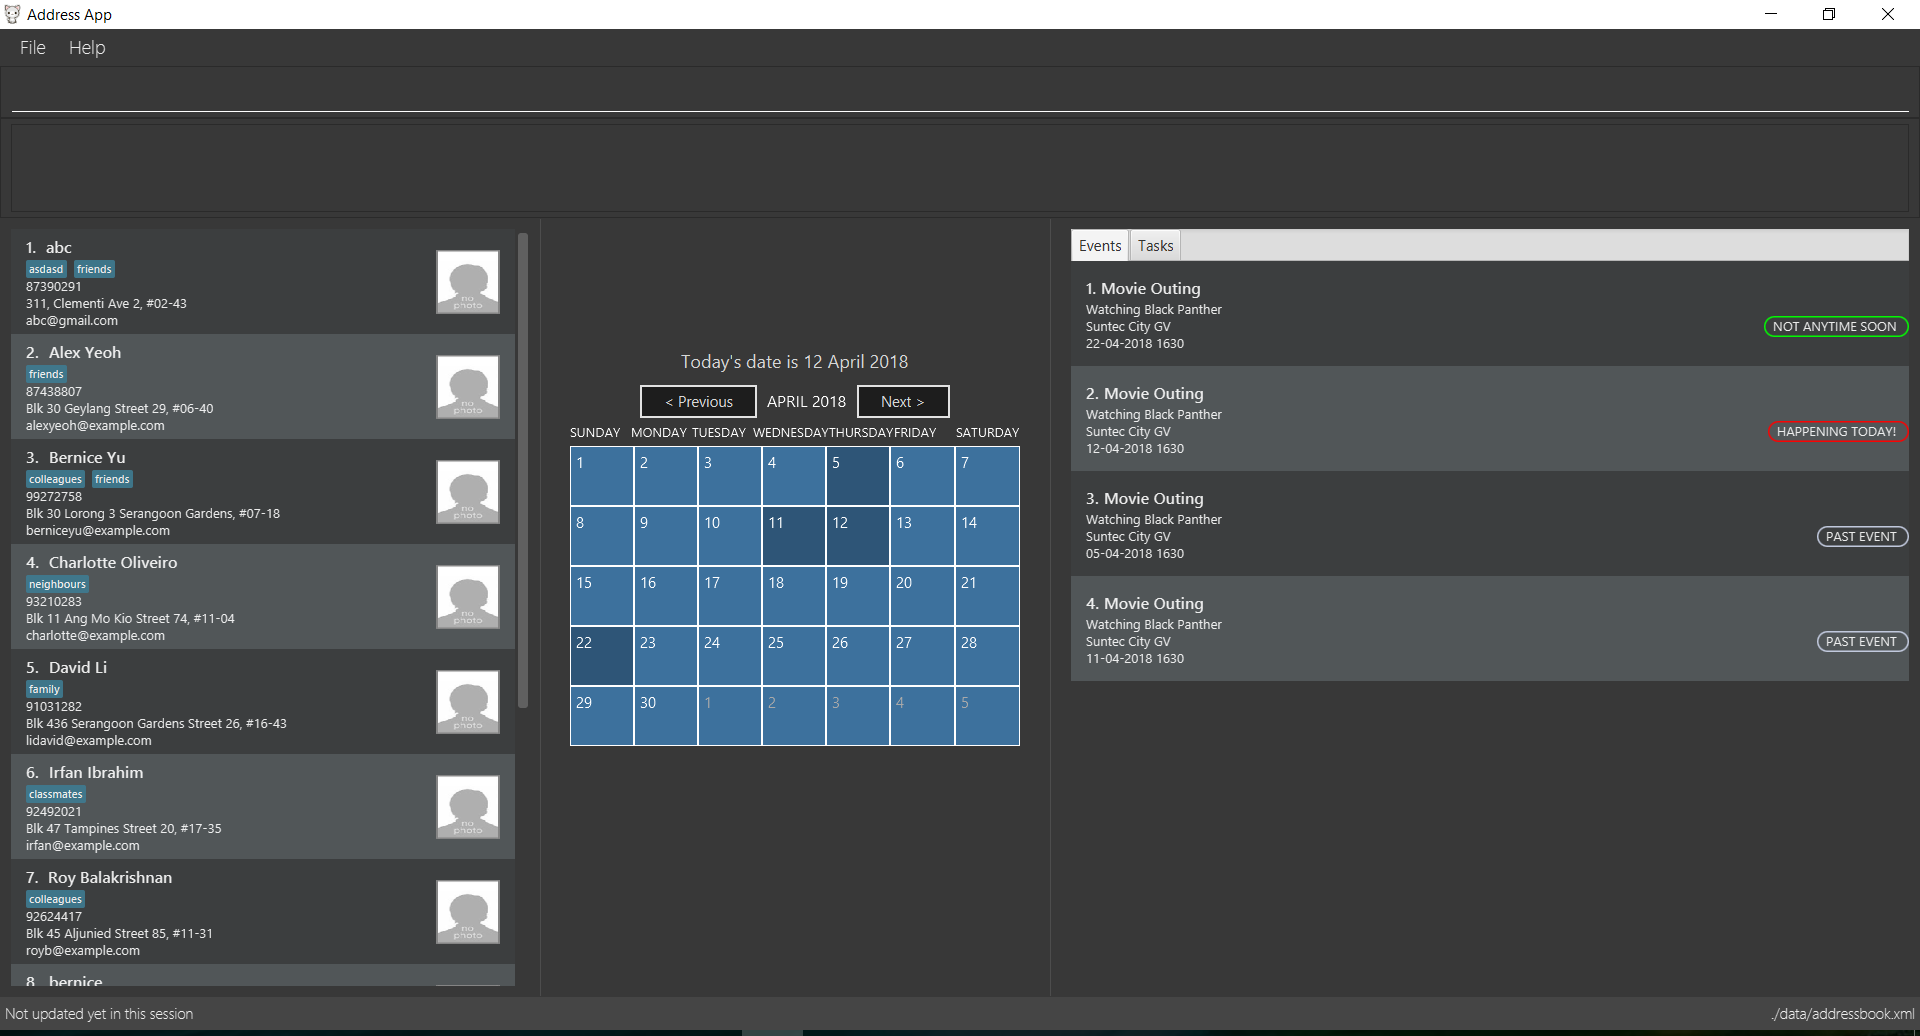 Address App
File Help
1. abc
asdasd friends
87390291
311, Clementi Ave 2, #02-43
abc@gmail.com
no photo
2. Alex Yeoh
friends
87438807
Blk 30 Geylang Street 29, #06-40
alexyeoh@example.com
no photo
3. Bernice Yu
colleagues friends
99272758
Blk 30 Lorong 3 Serangoon Gardens, #07-18
berniceyu@example.com
no photo
4. Charlotte Oliveiro
neighbours
93210283
Blk 11 Ang Mo Kio Street 74, #11-04
charlotte@example.com
no photo
5. David Li
family
91031282
Blk 436 Serangoon Gardens Street 26, #16-43
lidavid@example.com
no photo
6. Irfan Ibrahim
classmates
92492021
Blk 47 Tampines Street 20, #17-35
irfan@example.com
no photo
7. Roy Balakrishnan
colleagues
92624417
Blk 45 Aljunied Street 85, #11-31
royb@example.com
no photo
8. bernice
Today's date is 12 April 2018
< Previous APRIL 2018 Next >
SUNDAY MONDAY TUESDAY WEDNESDAY THURSDAY FRIDAY SATURDAY
1 2 3 4 5 6 7
8 9 10 11 12 13 14
15 16 17 18 19 20 21
22 23 24 25 26 27 28
29 30 1 2 3 4 5
Events Tasks
1. Movie Outing
Watching Black Panther
Suntec City GV
22-04-2018 1630
NOT ANYTIME SOON
2. Movie Outing
Watching Black Panther
Suntec City GV
12-04-2018 1630
HAPPENING TODAY!
3. Movie Outing
Watching Black Panther
Suntec City GV
05-04-2018 1630
PAST EVENT
4. Movie Outing
Watching Black Panther
Suntec City GV
11-04-2018 1630
PAST EVENT
Not updated yet in this session
./data/addressbook.xml